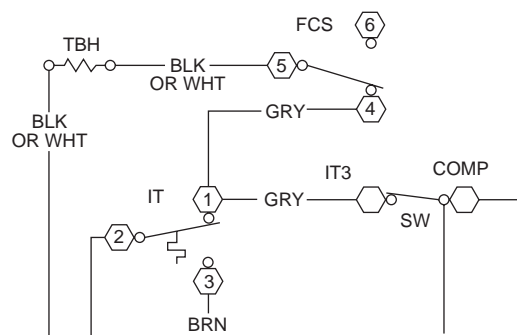 FCS 6
TBH
BLK
OR WHT
5
4
GRY
BLK
OR WHT
IT
1
GRY
IT3
COMP
SW
2
3
BRN